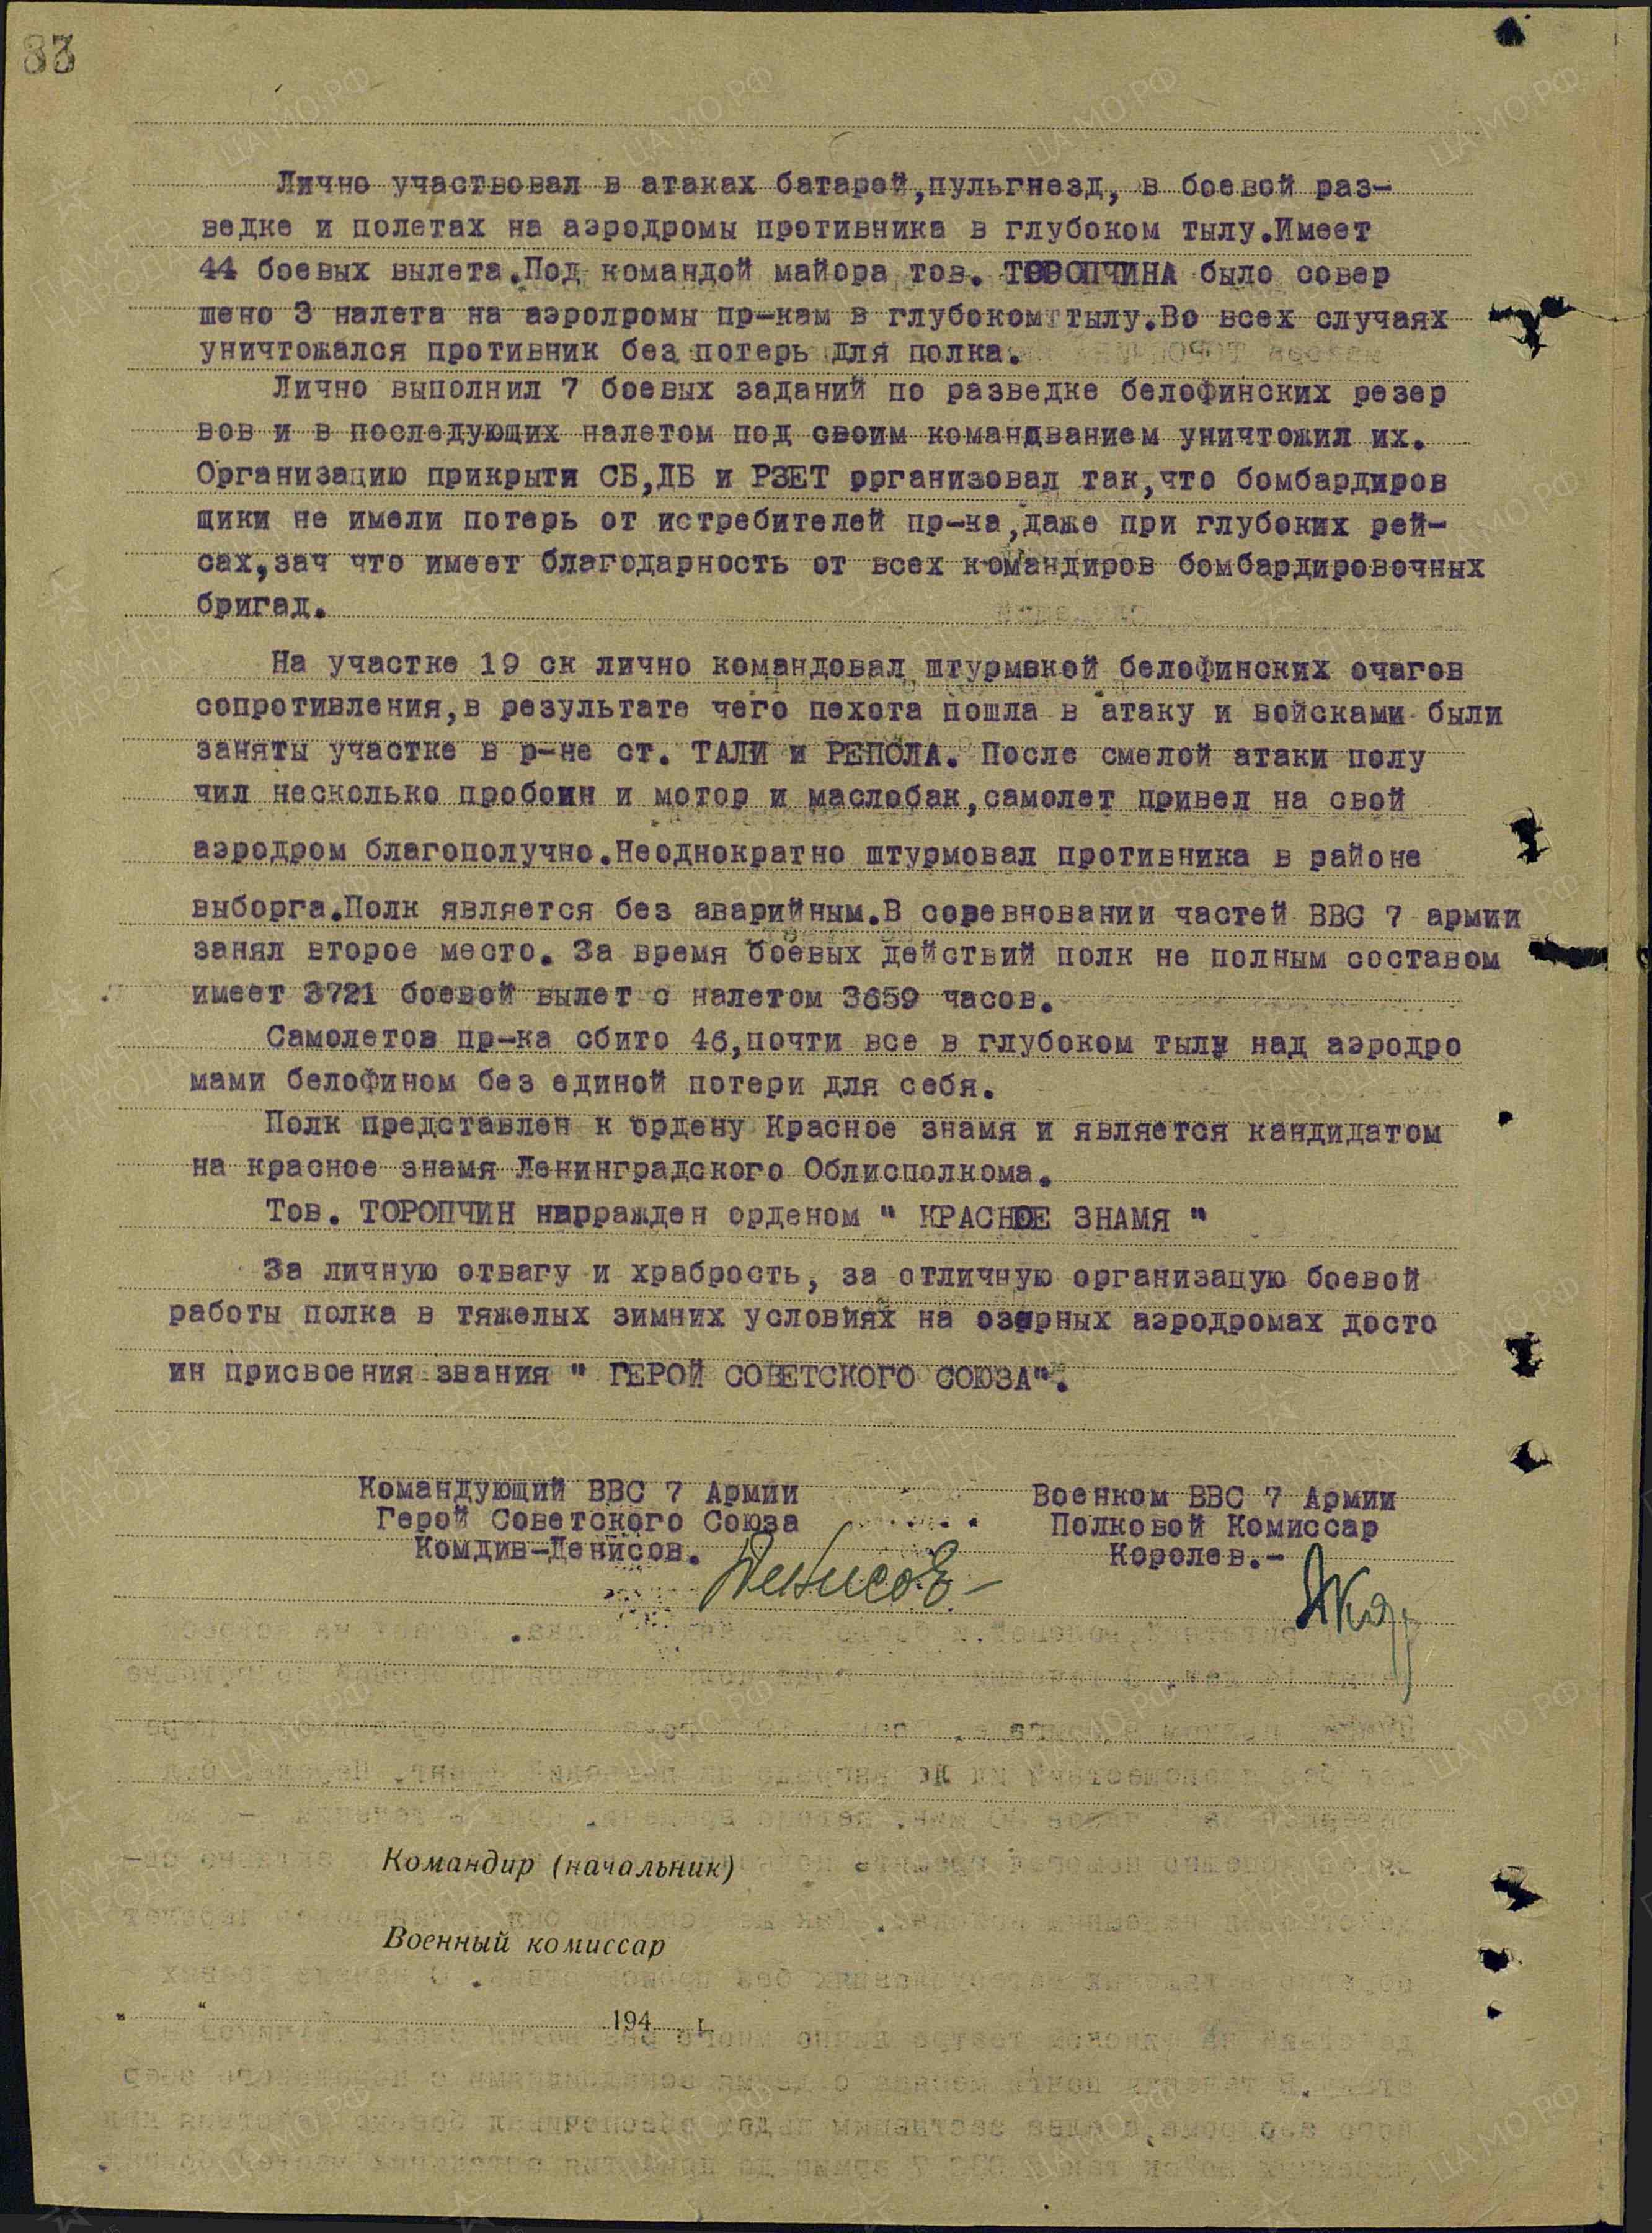 83
Лично участвовал в атаках батарей,пульгнезд, в боевой раз-
ведке и полетах на аэродромы противника в глубоком тылу.Имеет
44 боевых вылета.Под командой майора тов. ТОРОПЧИНА было совер
шено 3 налета на аэролромы пр-кам в глубоком тылу.Во всех случаях
уничтожался противник без потерь для полка.
Лично выполнил 7 боевых заданий по разведке белофинских резер
вов и в последующих налетом под своим командванием уничтожил их.
Организацию прикрыти СБ,ДБ и РЗЕТ ррганизовал так,что бомбардиров
щики не имели потерь от истребителей пр-ка,даже при глубоких рей-
сах,зач что имеет благодарность от всех командиров бомбардировочных
бригад.
На участке 19 ск лично командовал штурмвкой белофинских очагов
сопротивления,в результате чего пехота пошла в атаку и войсками были
заняты участке в р-не ст. ТАЛИ и РЕПОЛА. После смелой атаки полу
чил несколько пробоин и мотор и маслобак,самолет привел на свой
аэродром благополучно.Неоднократно штурмовал противника в районе
выборга.Полк является без аварийным.В соревновании частей ВВС 7 армии
занял второе место. За время боевых действий полк не полным составом
имеет 3721 боевой вылет с налетом 3659 часов.
Самолетов пр-ка сбито 46,почти все в глубоком тылу над аэродро
мами белофином без единой потери для себя.
Полк представлен к ордену Красное знамя и является кандидатом
на красное знамя Ленинградского Облисполкома.
Тов. ТОРОПЧИН нарражден орденом " КРАСНОЕ ЗНАМЯ "
За личную отвагу и храбрость, за отличную организацую боевой
работы полка в тяжелых зимних условиях на озерных аэродромах досто
ин присвоения звания " ГЕРОЙ СОВЕТСКОГО СОЮЗА".
Командующий ВВС 7 Армии
Герой Советского Союза
Комдив-Денисов.
Денисов
Военком ВВС 7 Армии
Полковой Комиссар
Королев.-
Командир (начальник)
Военный комиссар
" " 194 г.